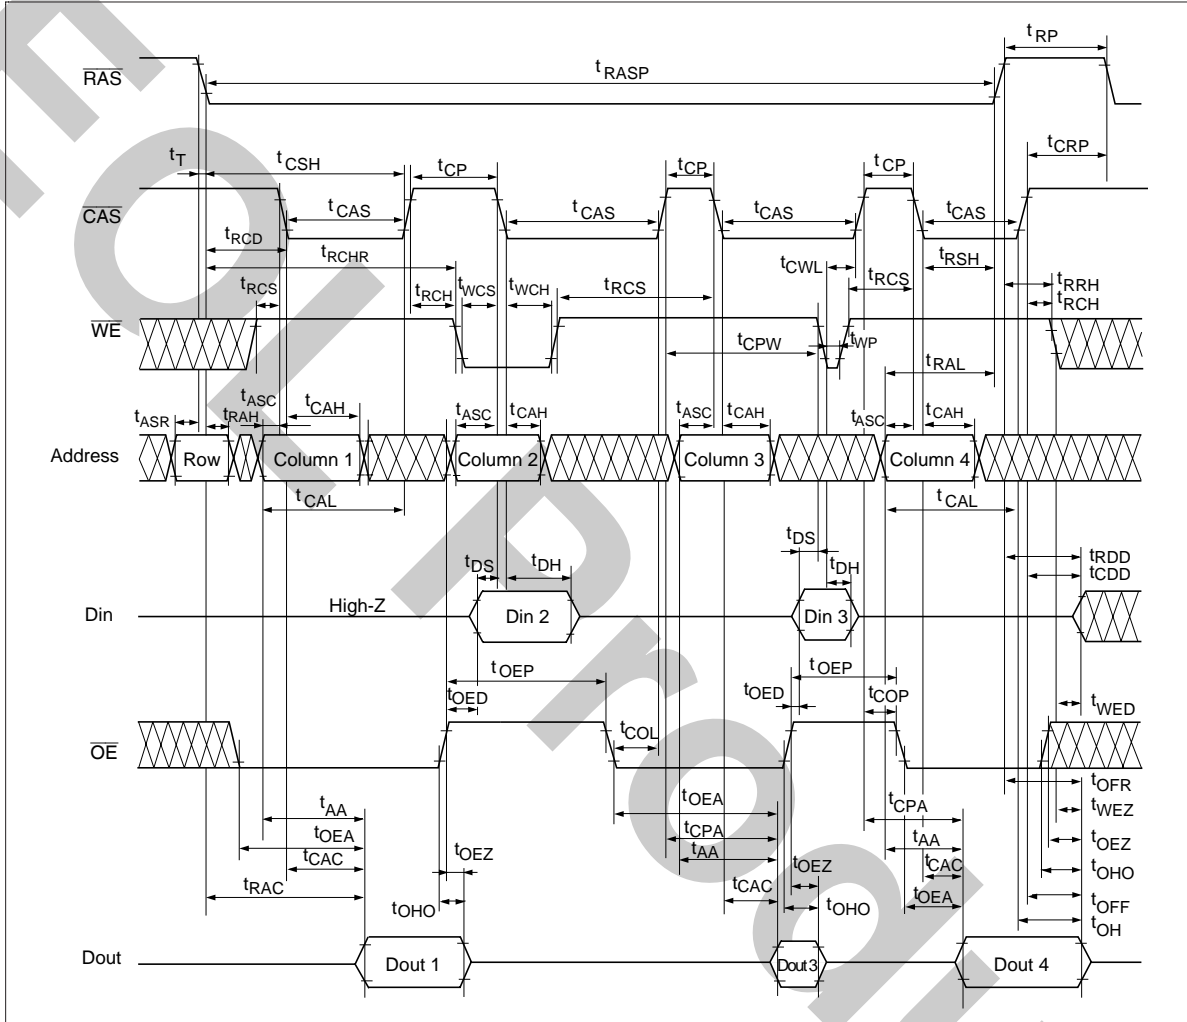 tRP
RAS
tRASP
tT
tCSH
tCP
tCP
tCP
tCRP
CAS
tCAS
tCAS
tCAS
tCAS
tRCD
tRCHR
tCWL
tRSH
tRCS
tRCH
tWCS
tWCH
tRCS
tRCS
tRRH
tRCH
WE
tCPW
tWP
tRAL
tASR
tRAH
tASC
tCAH
tASC
tCAH
tASC
tCAH
tASC
tCAH
Address
Row
Column 1
Column 2
Column 3
Column 4
tCAL
tCAL
tDS
tDH
tDS
tDH
tRDD
tCDD
Din
High-Z
Din 2
Din 3
tOEP
tOEP
tOED
tOED
tCOP
tWED
OE
tCOL
tOFR
tAA
tOEA
tCPA
tWEZ
tOEA
tCPA
tAA
tOEZ
tCAC
tOEZ
tAA
tOEZ
tCAC
tOHO
tRAC
tCAC
tOEA
tOHO
tOHO
tOFF
tOH
Dout
Dout 1
Dout 3
Dout 4
EOL Product